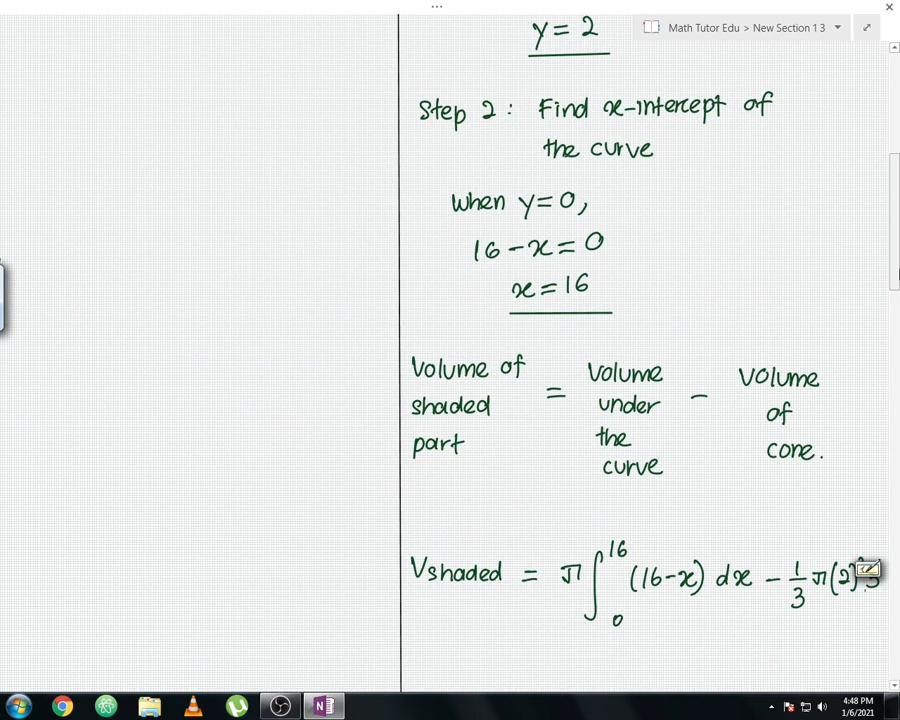 Math Tutor Edu > New Section 1 3
y = 2
Step 2 : Find x-intercept of
the curve
When y = 0,
16 - x = 0
x = 16
Volume of shaded part = Volume under the curve - Volume of cone.
Vshaded = π ∫₀¹⁶ (16-x) dx - 1/3 π(2)
4:48 PM
1/6/2021